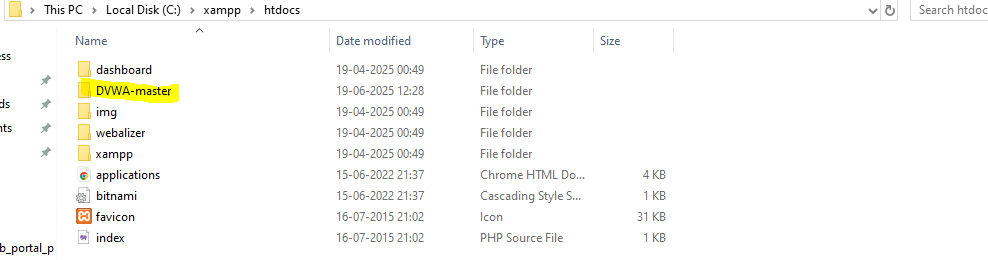 This PC > Local Disk (C:) > xampp > htdocs
Search htdoc
Name Date modified Type Size
ess
dashboard 19-04-2025 00:49 File folder
DVWA-master 19-06-2025 12:28 File folder
ds img 19-04-2025 00:49 File folder
nts webalizer 19-04-2025 00:49 File folder
xampp 19-04-2025 00:49 File folder
applications 15-06-2022 21:37 Chrome HTML Do... 4 KB
bitnami 15-06-2022 21:37 Cascading Style S... 1 KB
favicon 16-07-2015 21:02 Icon 31 KB
index 16-07-2015 21:02 PHP Source File 1 KB
b_portal_p